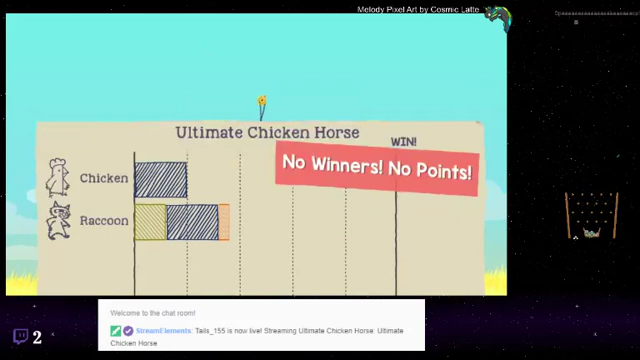 Melody Pixel Art by Cosmic Latte
Ultimate Chicken Horse
WIN!
No Winners! No Points!
Chicken
Raccoon
2
Welcome to the chat room!
StreamElements: Tails_155 is now live! Streaming Ultimate Chicken Horse: Ultimate
Chicken Horse